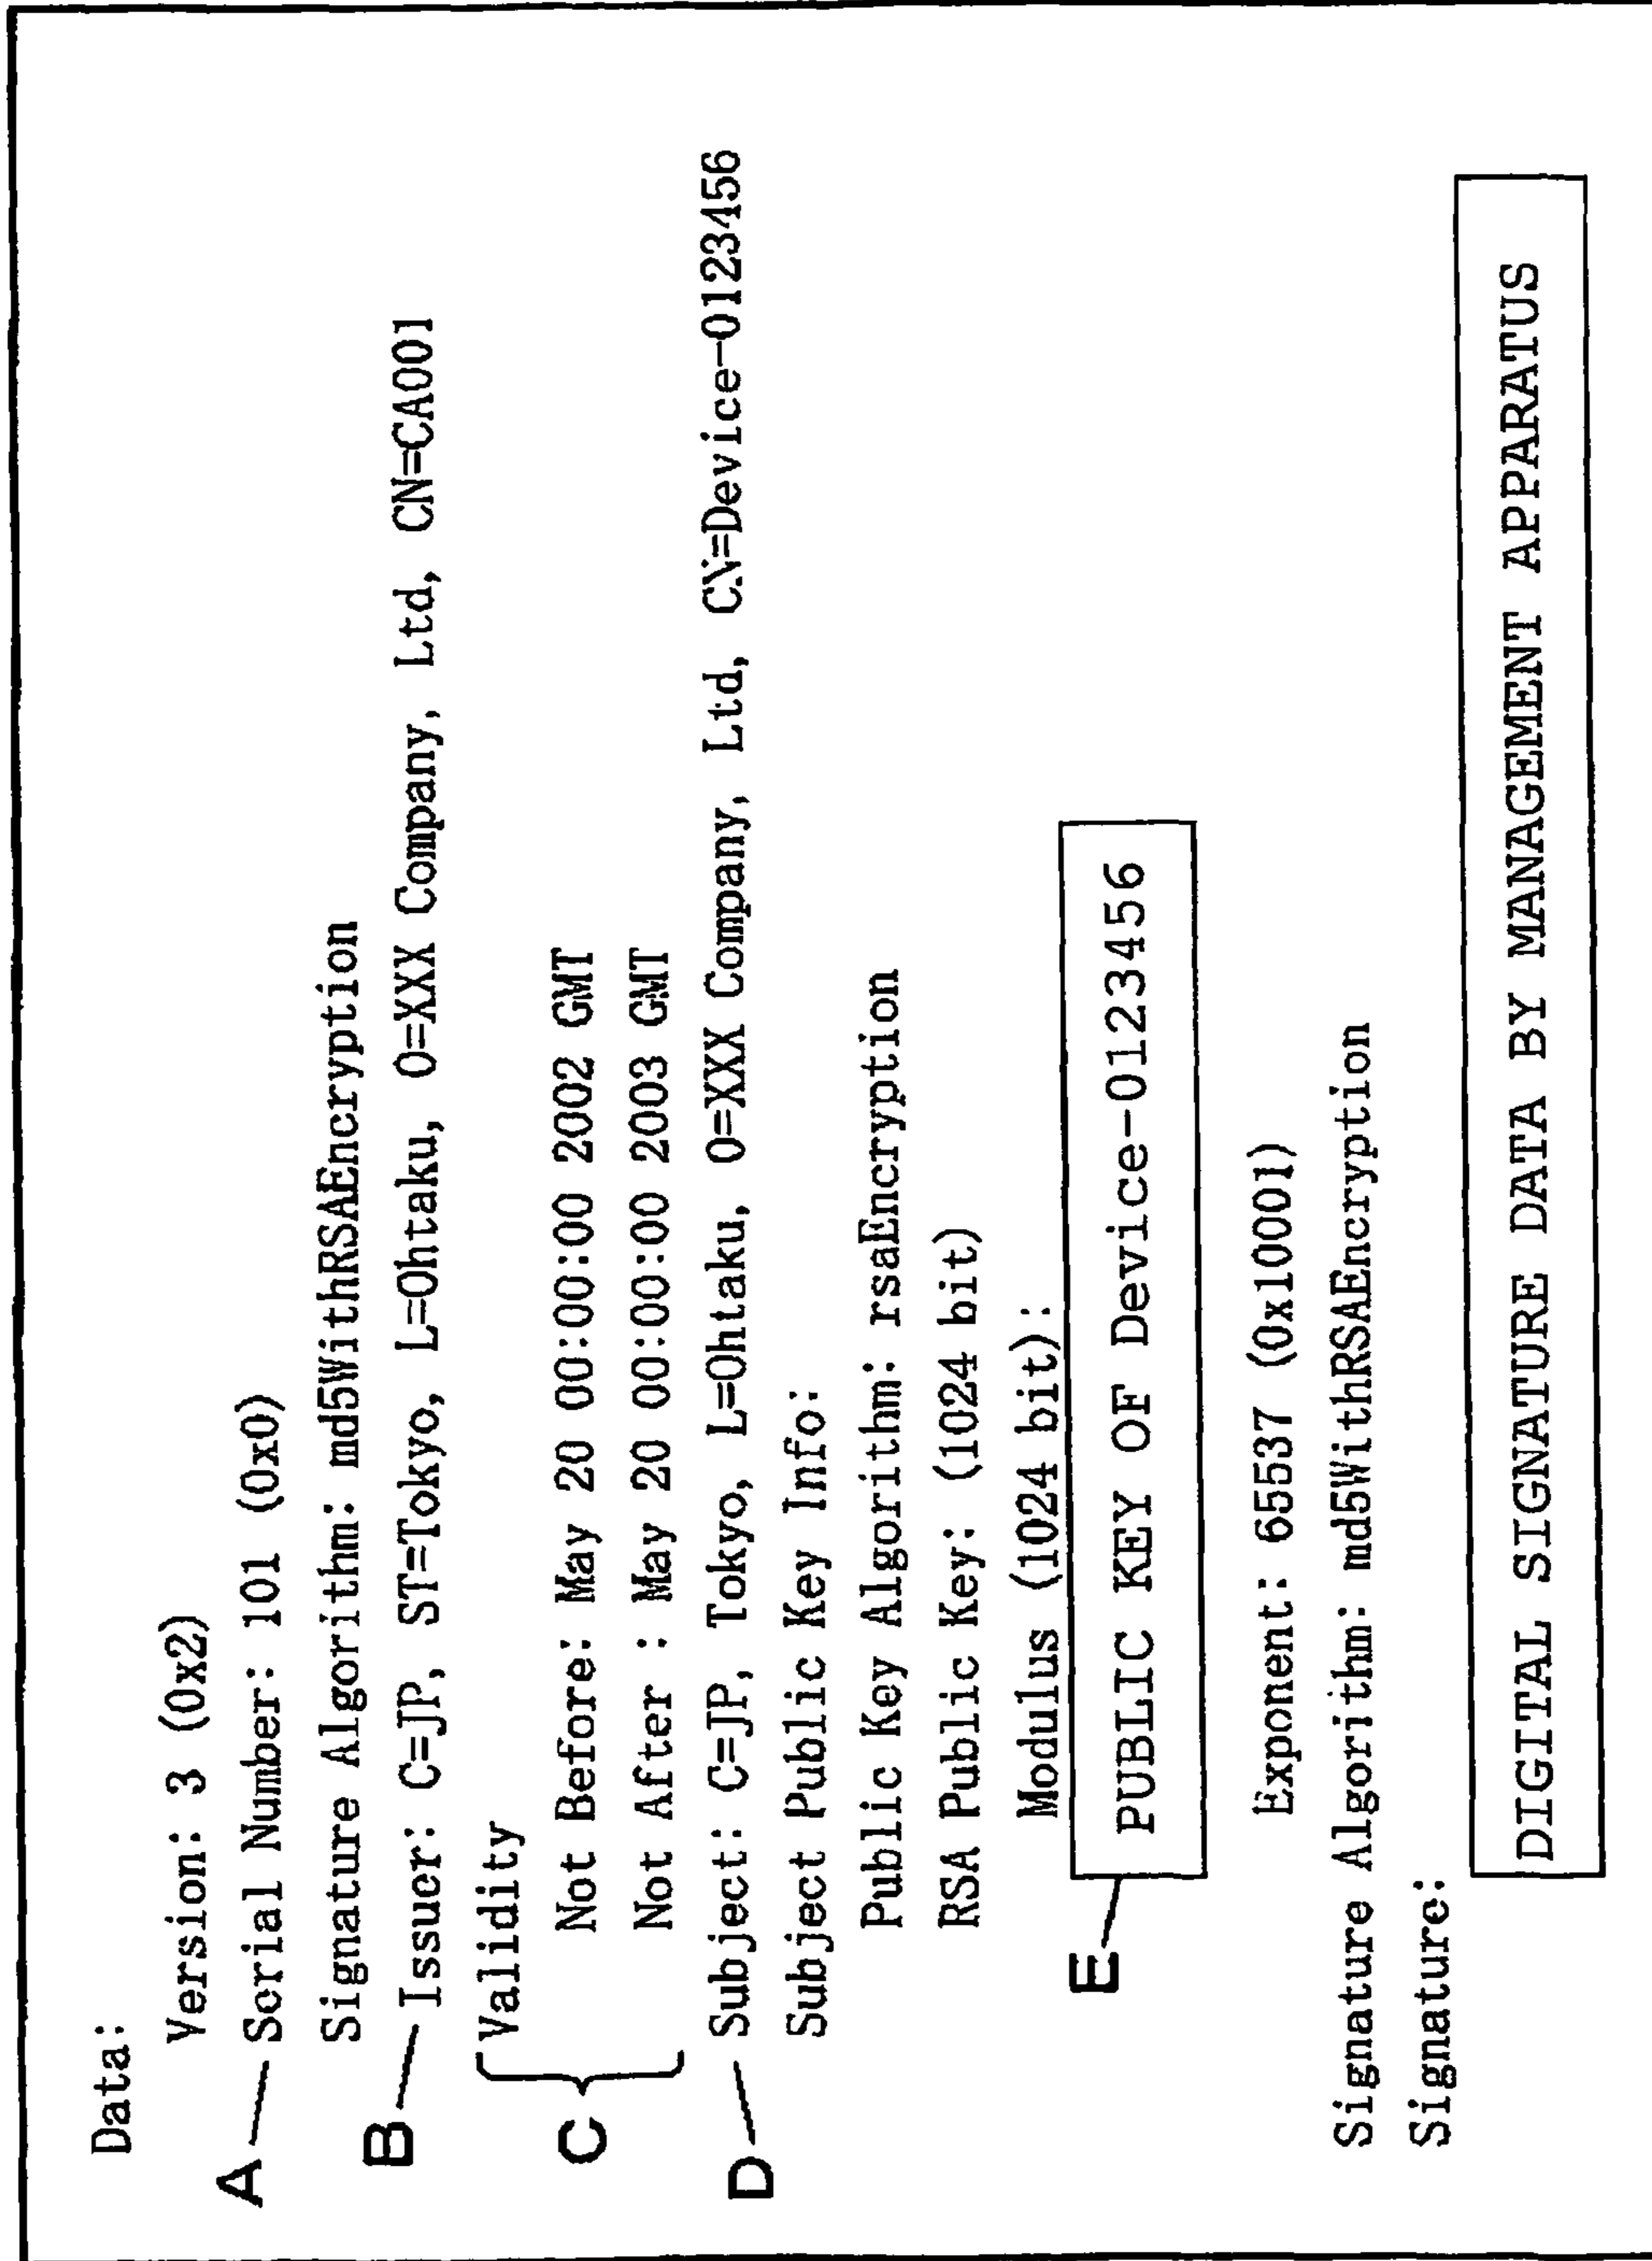 Data:
Version: 3 (0x2)
A Serial Number: 101 (0x0)
Signature Algorithm: md5WithRSAEncryption
B Issuer: C=JP, ST=Tokyo, L=Ohtaku, O=XXX Company, Ltd, CN=CA001
C Validity
Not Before: May 20 00:00:00 2002 GMT
Not After : May 20 00:00:00 2003 GMT
D Subject: C=JP, Tokyo, L=Ohtaku, O=XXX Company, Ltd, CN=Device-0123456
Subject Public Key Info:
Public Key Algorithm: rsaEncryption
RSA Public Key: (1024 bit)
Modulus (1024 bit):
E PUBLIC KEY OF Device-0123456
Exponent: 65537 (0x10001)
Signature Algorithm: md5WithRSAEncryption
Signature:
DIGITAL SIGNATURE DATA BY MANAGEMENT APPARATUS